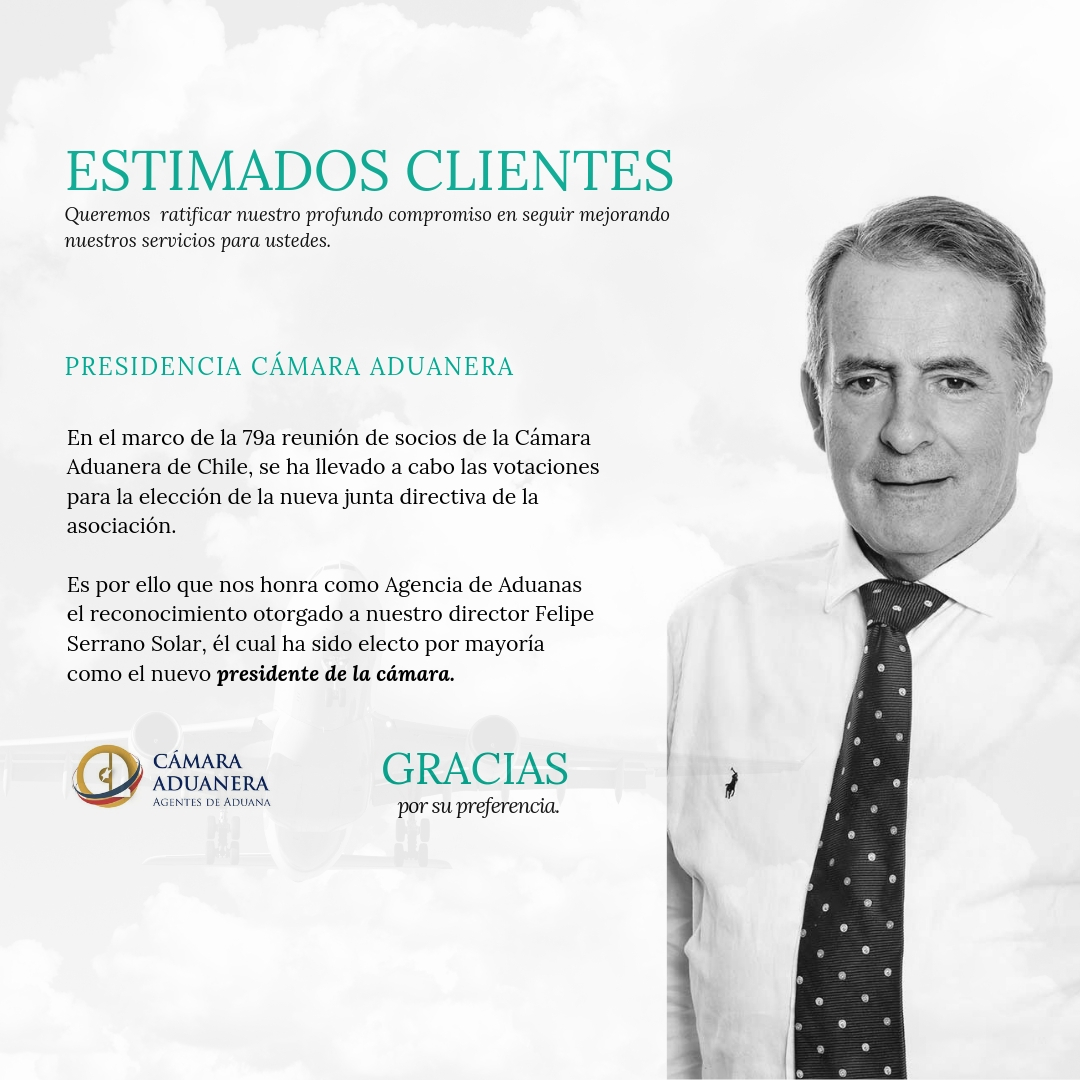 ESTIMADOS CLIENTES
Queremos ratificar nuestro profundo compromiso en seguir mejorando
nuestros servicios para ustedes.
PRESIDENCIA CÁMARA ADUANERA
En el marco de la 79a reunión de socios de la Cámara
Aduanera de Chile, se ha llevado a cabo las votaciones
para la elección de la nueva junta directiva de la
asociación.
Es por ello que nos honra como Agencia de Aduanas
el reconocimiento otorgado a nuestro director Felipe
Serrano Solar, él cual ha sido electo por mayoría
como el nuevo presidente de la cámara.
CÁMARA
ADUANERA
AGENTES DE ADUANA
GRACIAS
por su preferencia.